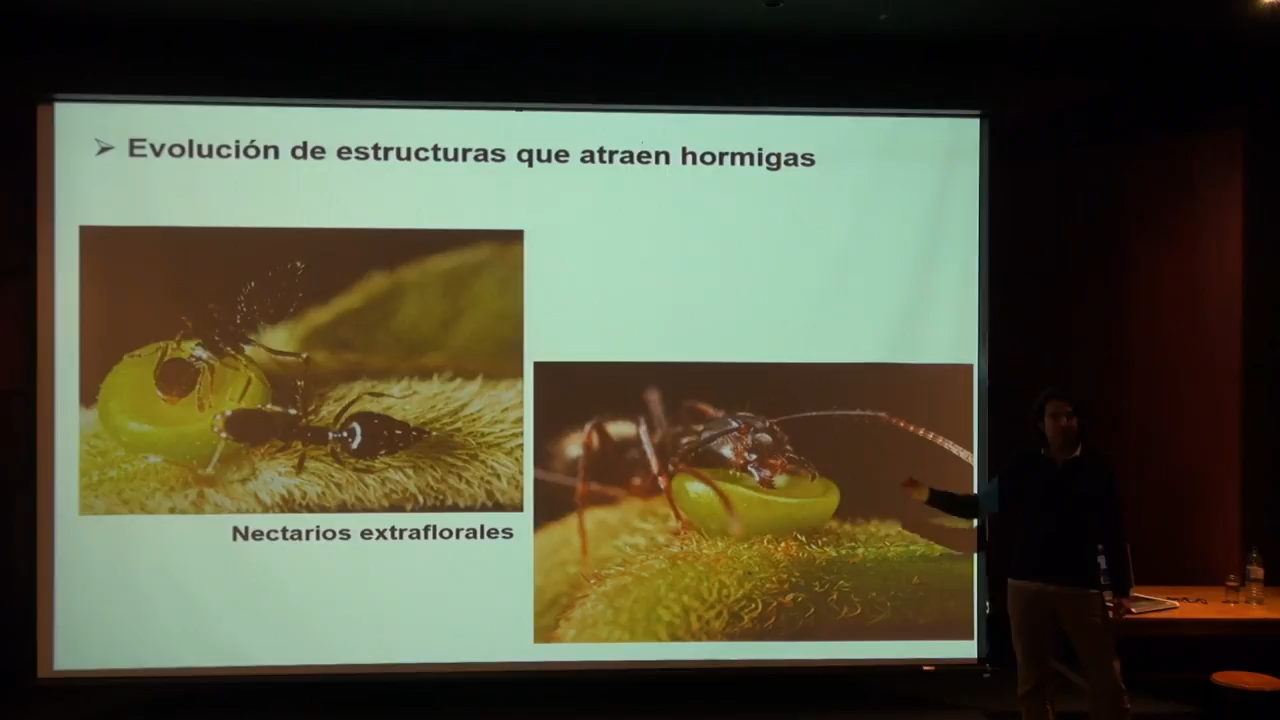 ➢ Evolución de estructuras que atraen hormigas
Nectarios extraflorales